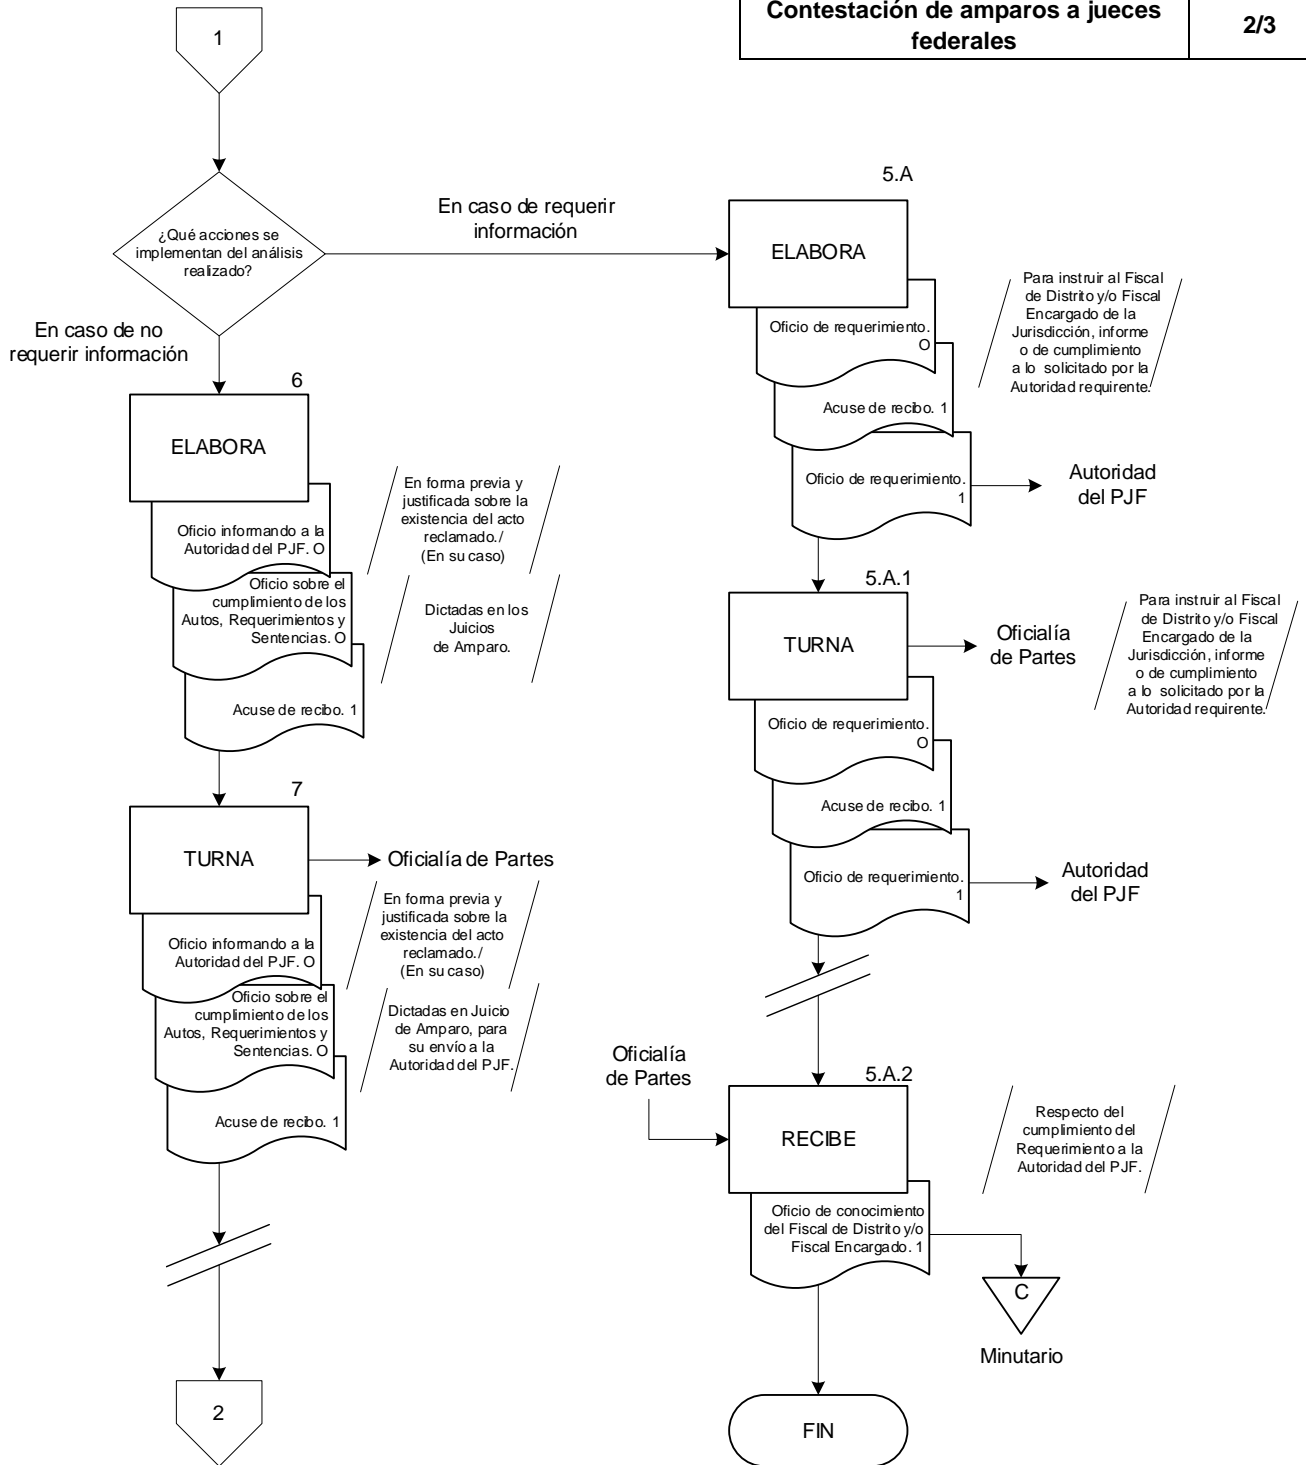 Contestación de amparos a jueces
federales
2/3
1
¿Qué acciones se
implementan del análisis
realizado?
En caso de requerir
información
En caso de no
requerir información
6
ELABORA
Oficio informando a la
Autoridad del PJF. O
Oficio sobre el
cumplimiento de los
Autos, Requerimientos y
Sentencias. O
Acuse de recibo. 1
En forma previa y
justificada sobre la
existencia del acto
reclamado./
(En su caso)
Dictadas en los
Juicios
de Amparo.
7
TURNA
Oficialía de Partes
Oficio informando a la
Autoridad del PJF. O
Oficio sobre el
cumplimiento de los
Autos, Requerimientos y
Sentencias. O
Acuse de recibo. 1
En forma previa y
justificada sobre la
existencia del acto
reclamado./
(En su caso)
Dictadas en Juicio
de Amparo, para
su envío a la
Autoridad del PJF.
2
5.A
ELABORA
Oficio de requerimiento.
O
Acuse de recibo. 1
Oficio de requerimiento.
1
Para instruir al Fiscal
de Distrito y/o Fiscal
Encargado de la
Jurisdicción, informe
o de cumplimiento
a lo solicitado por la
Autoridad requirente.
Autoridad
del PJF
5.A.1
TURNA
Oficialía
de Partes
Para instruir al Fiscal
de Distrito y/o Fiscal
Encargado de la
Jurisdicción, informe
o de cumplimiento
a lo solicitado por la
Autoridad requirente.
Oficio de requerimiento.
O
Acuse de recibo. 1
Oficio de requerimiento.
1
Autoridad
del PJF
Oficialía
de Partes
5.A.2
RECIBE
Respecto del
cumplimiento del
Requerimiento a la
Autoridad del PJF.
Oficio de conocimiento
del Fiscal de Distrito y/o
Fiscal Encargado. 1
C
Minutario
FIN